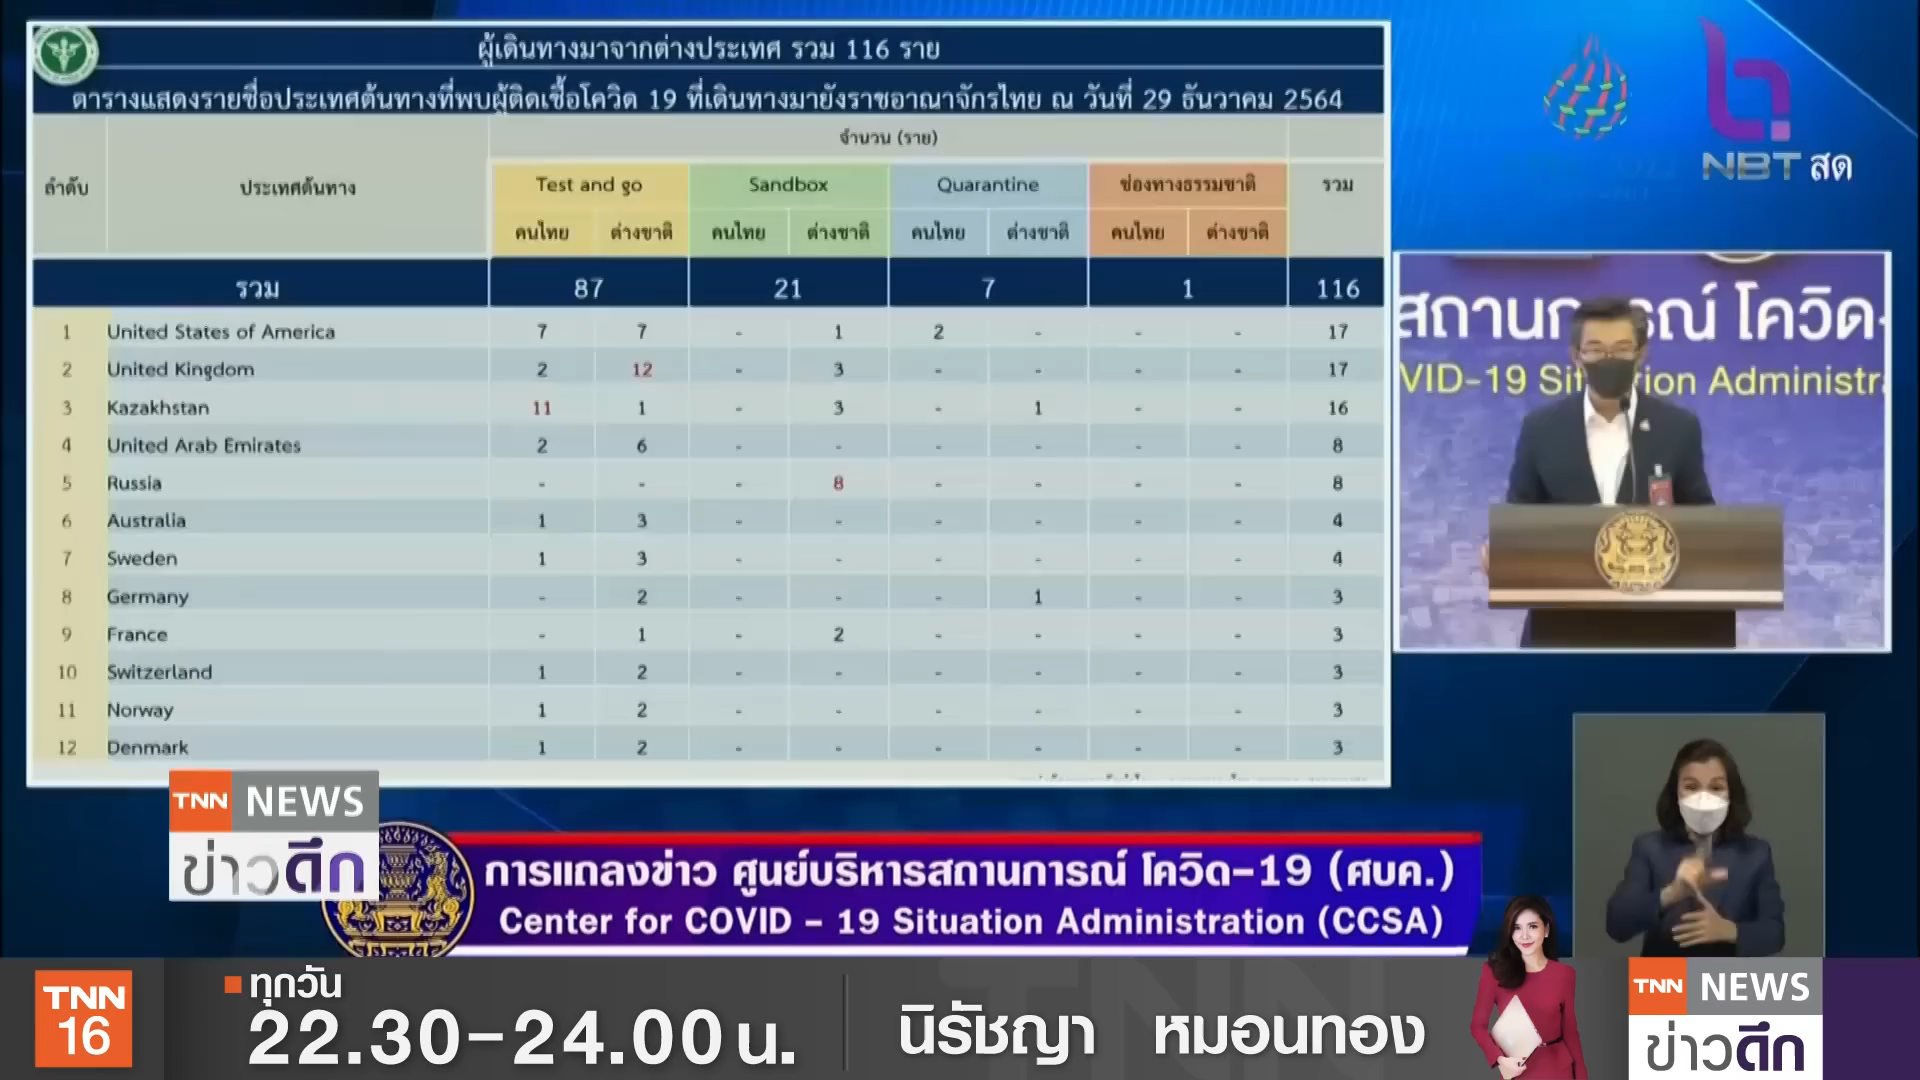 ผู้เดินทางมาจากต่างประเทศ รวม 116 ราย
ตารางแสดงรายชื่อประเทศต้นทางที่พบผู้ติดเชื้อโควิด 19 ที่เดินทางมายังราชอาณาจักรไทย ณ วันที่ 29 ธันวาคม 2564
ลำดับ ประเทศต้นทาง จำนวน (ราย) รวม
Test and go Sandbox Quarantine ช่องทางธรรมชาติ
คนไทย ต่างชาติ คนไทย ต่างชาติ คนไทย ต่างชาติ คนไทย ต่างชาติ
รวม 87 21 7 1 116
1 United States of America 7 7 - 1 2 - - - 17
2 United Kingdom 2 12 - 3 - - - - 17
3 Kazakhstan 11 1 - 3 - 1 - - 16
4 United Arab Emirates 2 6 - - - - - - 8
5 Russia - - - 8 - - - - 8
6 Australia 1 3 - - - - - - 4
7 Sweden 1 3 - - - - - - 4
8 Germany - 2 - - - 1 - - 3
9 France - 1 - 2 - - - - 3
10 Switzerland 1 2 - - - - - - 3
11 Norway 1 2 - - - - - - 3
12 Denmark 1 2 - - - - - - 3
NBT สด
สถานการณ์ โควิด-
VID-19 Situation Administra
TNN NEWS
ข่าวดึก
การแถลงข่าว ศูนย์บริหารสถานการณ์ โควิด-19 (ศบค.)
Center for COVID - 19 Situation Administration (CCSA)
TNN
16
ทุกวัน
22.30-24.00 น.
นิรัชญา หมอนทอง
TNN NEWS
ข่าวดึก